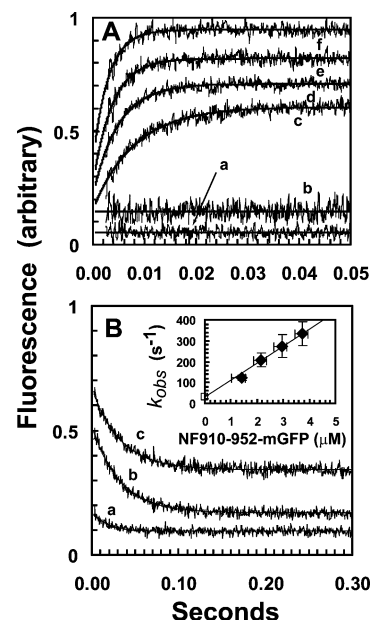 Fluorescence (arbitrary)
1
A
f
e
d
c
0.5
a
b
0
0.00 0.01 0.02 0.03 0.04 0.05
1
B
kobs (s-1)
400
300
200
100
0
0 1 2 3 4 5
NF910-952-mGFP (μM)
0.5
c
b
a
0
0.00 0.10 0.20 0.30
Seconds